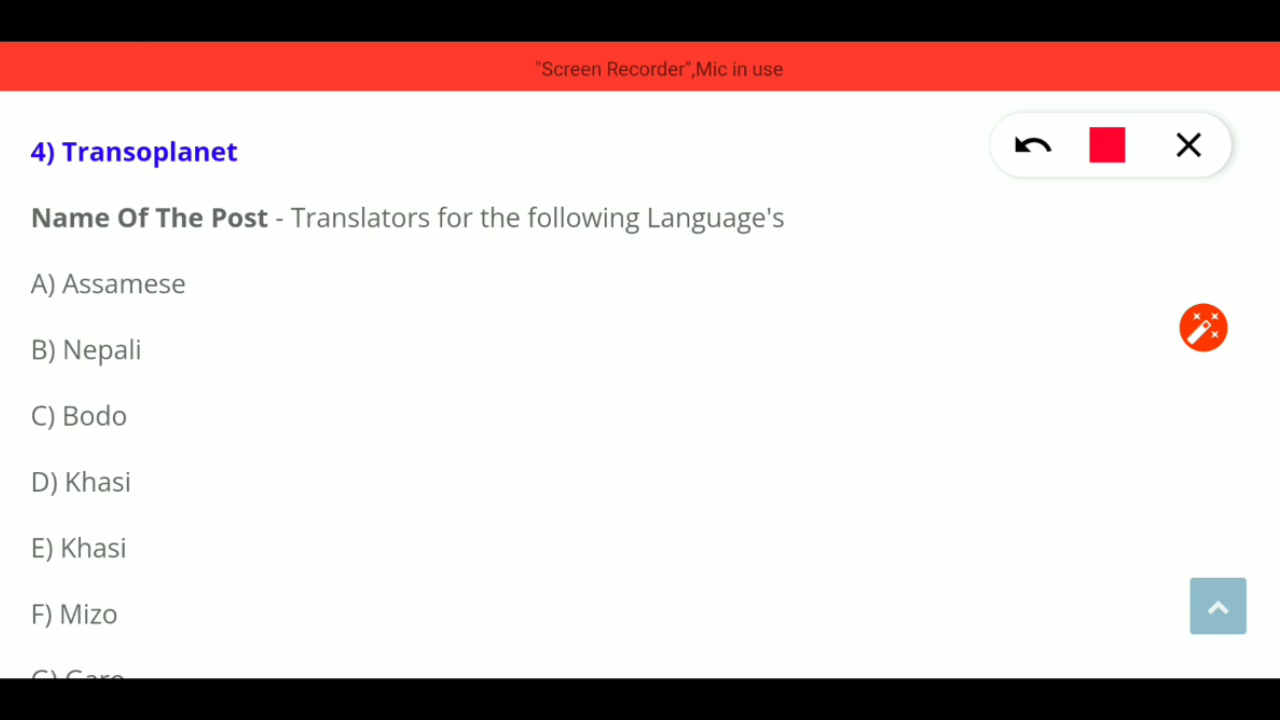 "Screen Recorder",Mic in use
4) Transoplanet
Name Of The Post - Translators for the following Language's
A) Assamese
B) Nepali
C) Bodo
D) Khasi
E) Khasi
F) Mizo
G) Garo